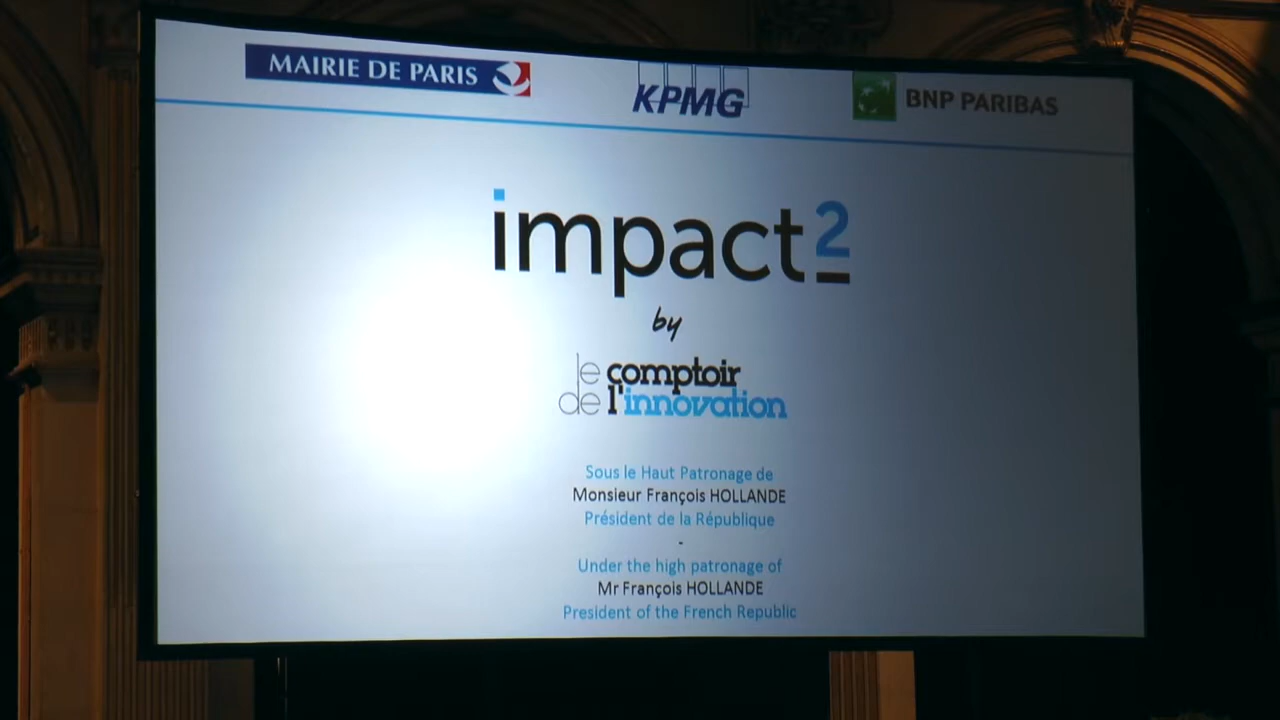 MAIRIE DE PARIS
KPMG
BNP PARIBAS
impact2
by
le comptoir
de l'innovation
Sous le Haut Patronage de
Monsieur François HOLLANDE
Président de la République
-
Under the high patronage of
Mr François HOLLANDE
President of the French Republic